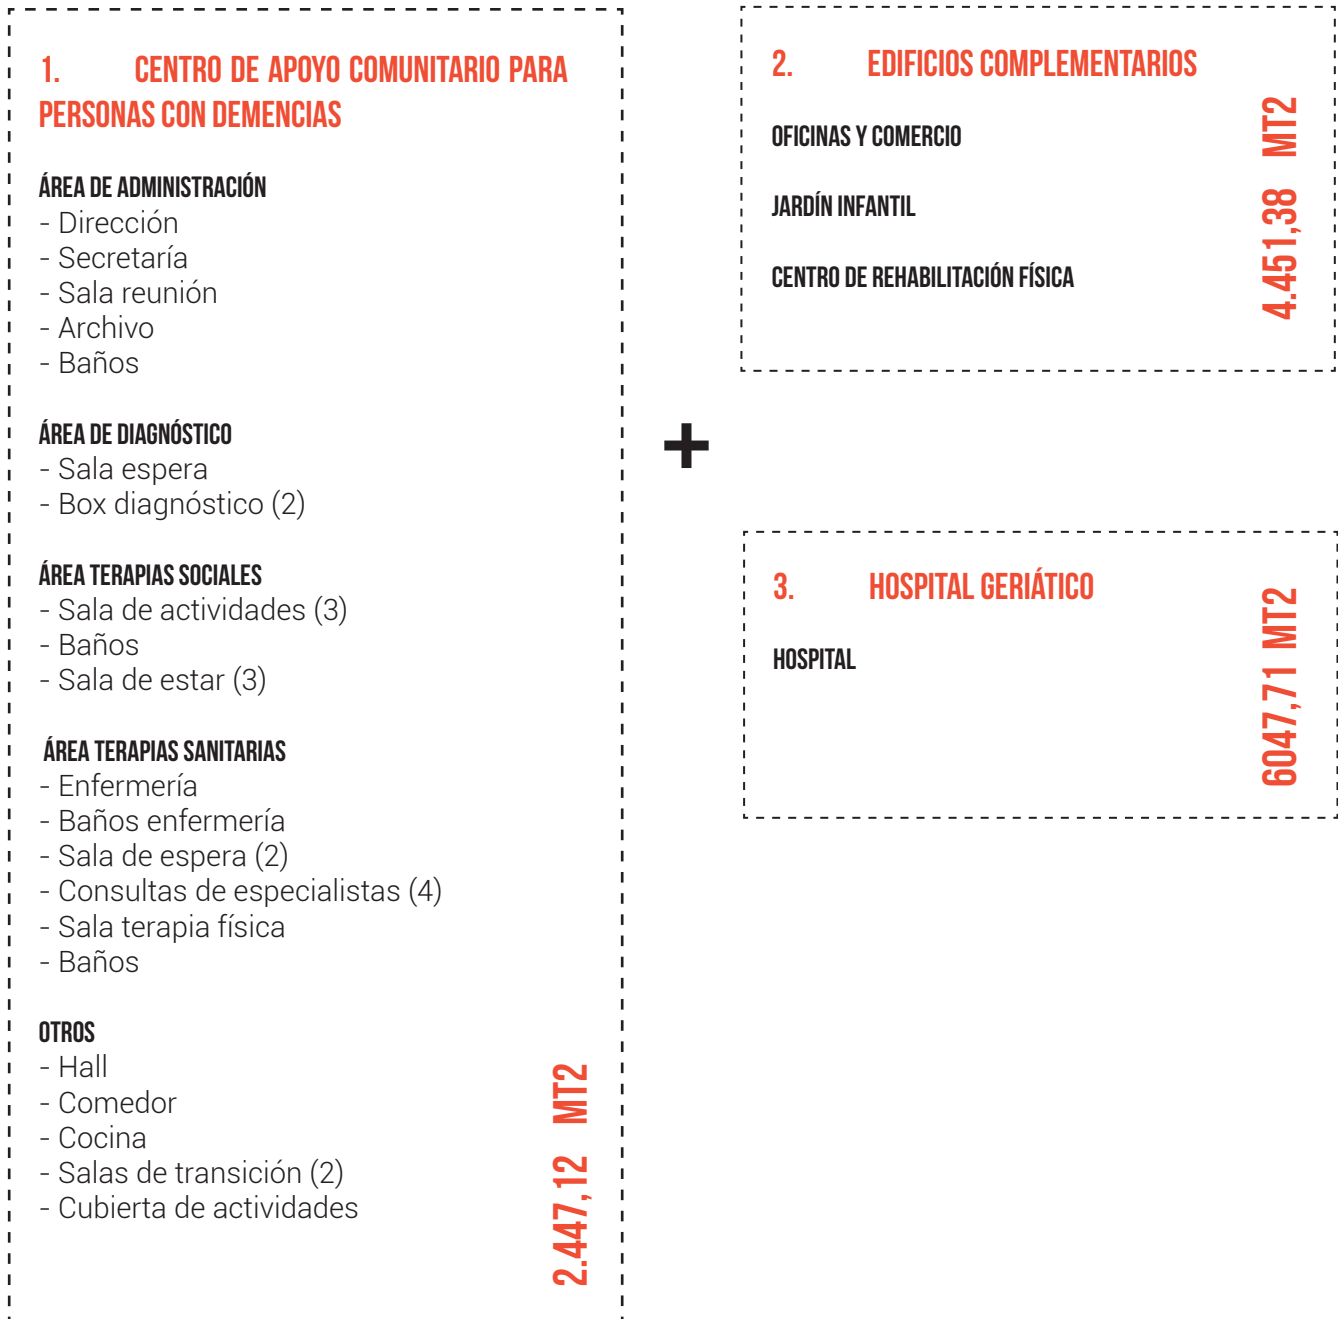 1. CENTRO DE APOYO COMUNITARIO PARA
PERSONAS CON DEMENCIAS
ÁREA DE ADMINISTRACIÓN
- Dirección
- Secretaría
- Sala reunión
- Archivo
- Baños
ÁREA DE DIAGNÓSTICO
- Sala espera
- Box diagnóstico (2)
ÁREA TERAPIAS SOCIALES
- Sala de actividades (3)
- Baños
- Sala de estar (3)
ÁREA TERAPIAS SANITARIAS
- Enfermería
- Baños enfermería
- Sala de espera (2)
- Consultas de especialistas (4)
- Sala terapia física
- Baños
OTROS
- Hall
- Comedor
- Cocina
- Salas de transición (2)
- Cubierta de actividades
2.447,12 MT2
+
2. EDIFICIOS COMPLEMENTARIOS
OFICINAS Y COMERCIO
JARDÍN INFANTIL
CENTRO DE REHABILITACIÓN FÍSICA
4.451,38 MT2
3. HOSPITAL GERIÁTICO
HOSPITAL
6047,71 MT2